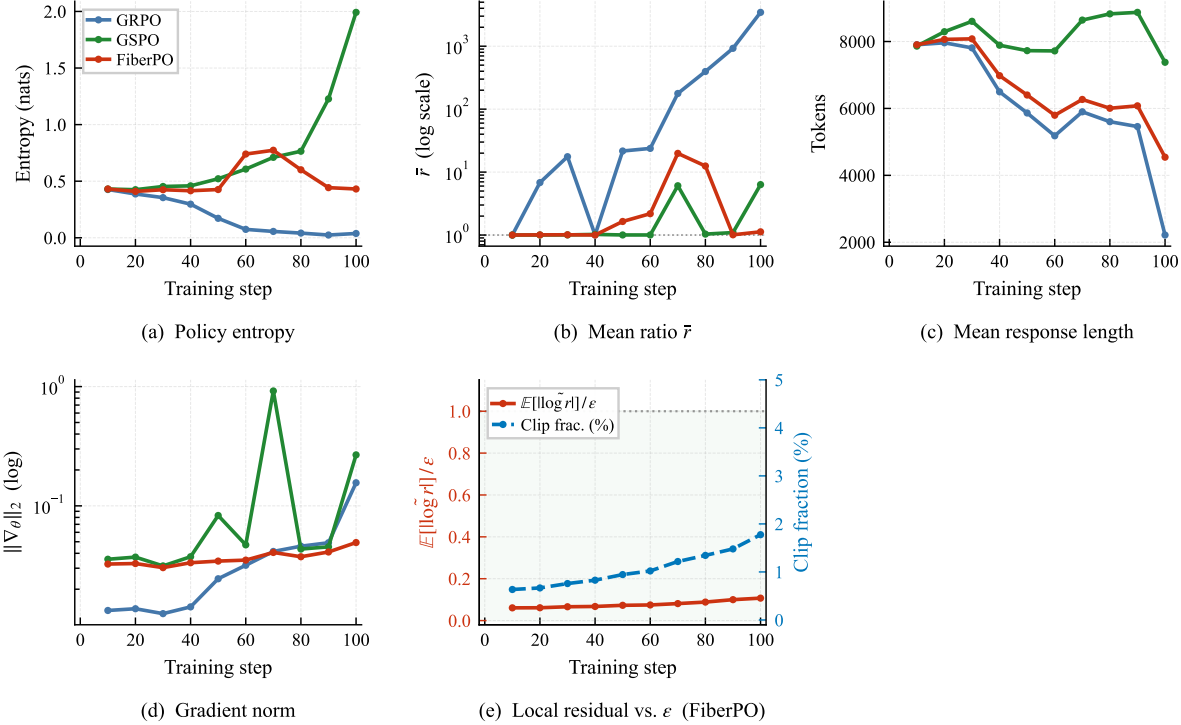 GRPO
GSPO
FiberPO
Entropy (nats)
2.0
1.5
1.0
0.5
0.0
0 20 40 60 80 100
Training step
(a) Policy entropy
r̄ (log scale)
10³
10²
10¹
10⁰
0 20 40 60 80 100
Training step
(b) Mean ratio r̄
Tokens
8000
6000
4000
2000
0 20 40 60 80 100
Training step
(c) Mean response length
‖∇θ‖₂ (log)
10⁰
10⁻¹
0 20 40 60 80 100
Training step
(d) Gradient norm
𝔼[|log̃ r|]/ε
Clip frac. (%)
𝔼[|log̃ r|]/ε
1.0
0.8
0.6
0.4
0.2
0.0
5
4
3
2
1
0
Clip fraction (%)
0 20 40 60 80 100
Training step
(e) Local residual vs. ε (FiberPO)